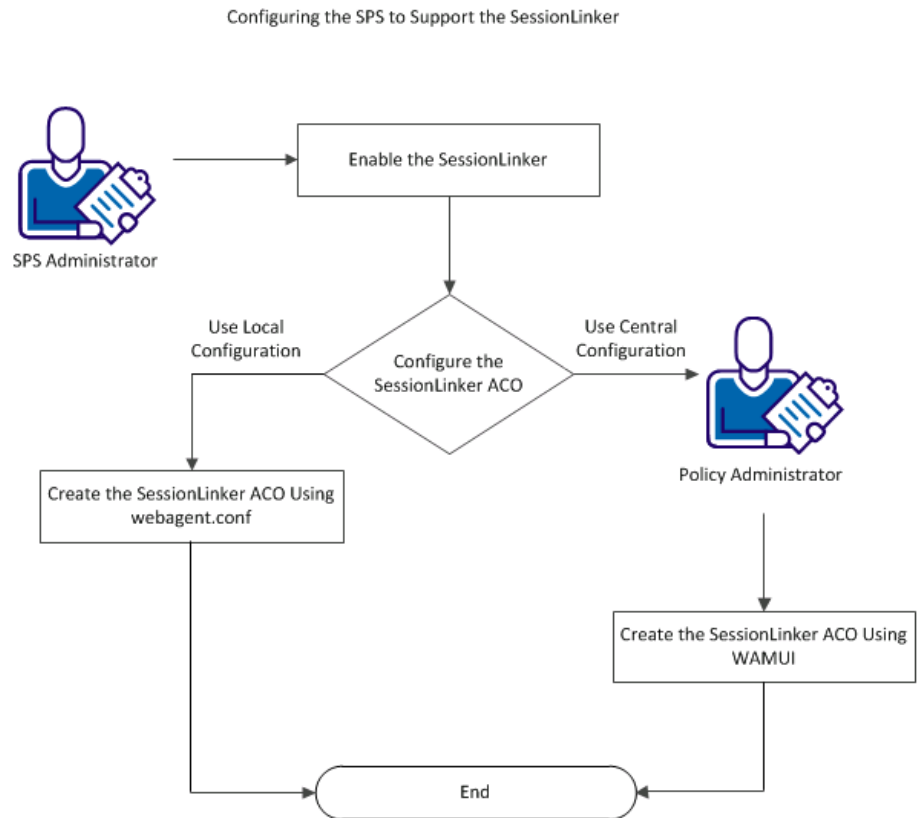 Configuring the SPS to Support the SessionLinker
Enable the SessionLinker
SPS Administrator
Use Local
Configuration
Configure the
SessionLinker ACO
Use Central
Configuration
Policy Administrator
Create the SessionLinker ACO Using
webagent.conf
Create the SessionLinker ACO Using
WAMUI
End